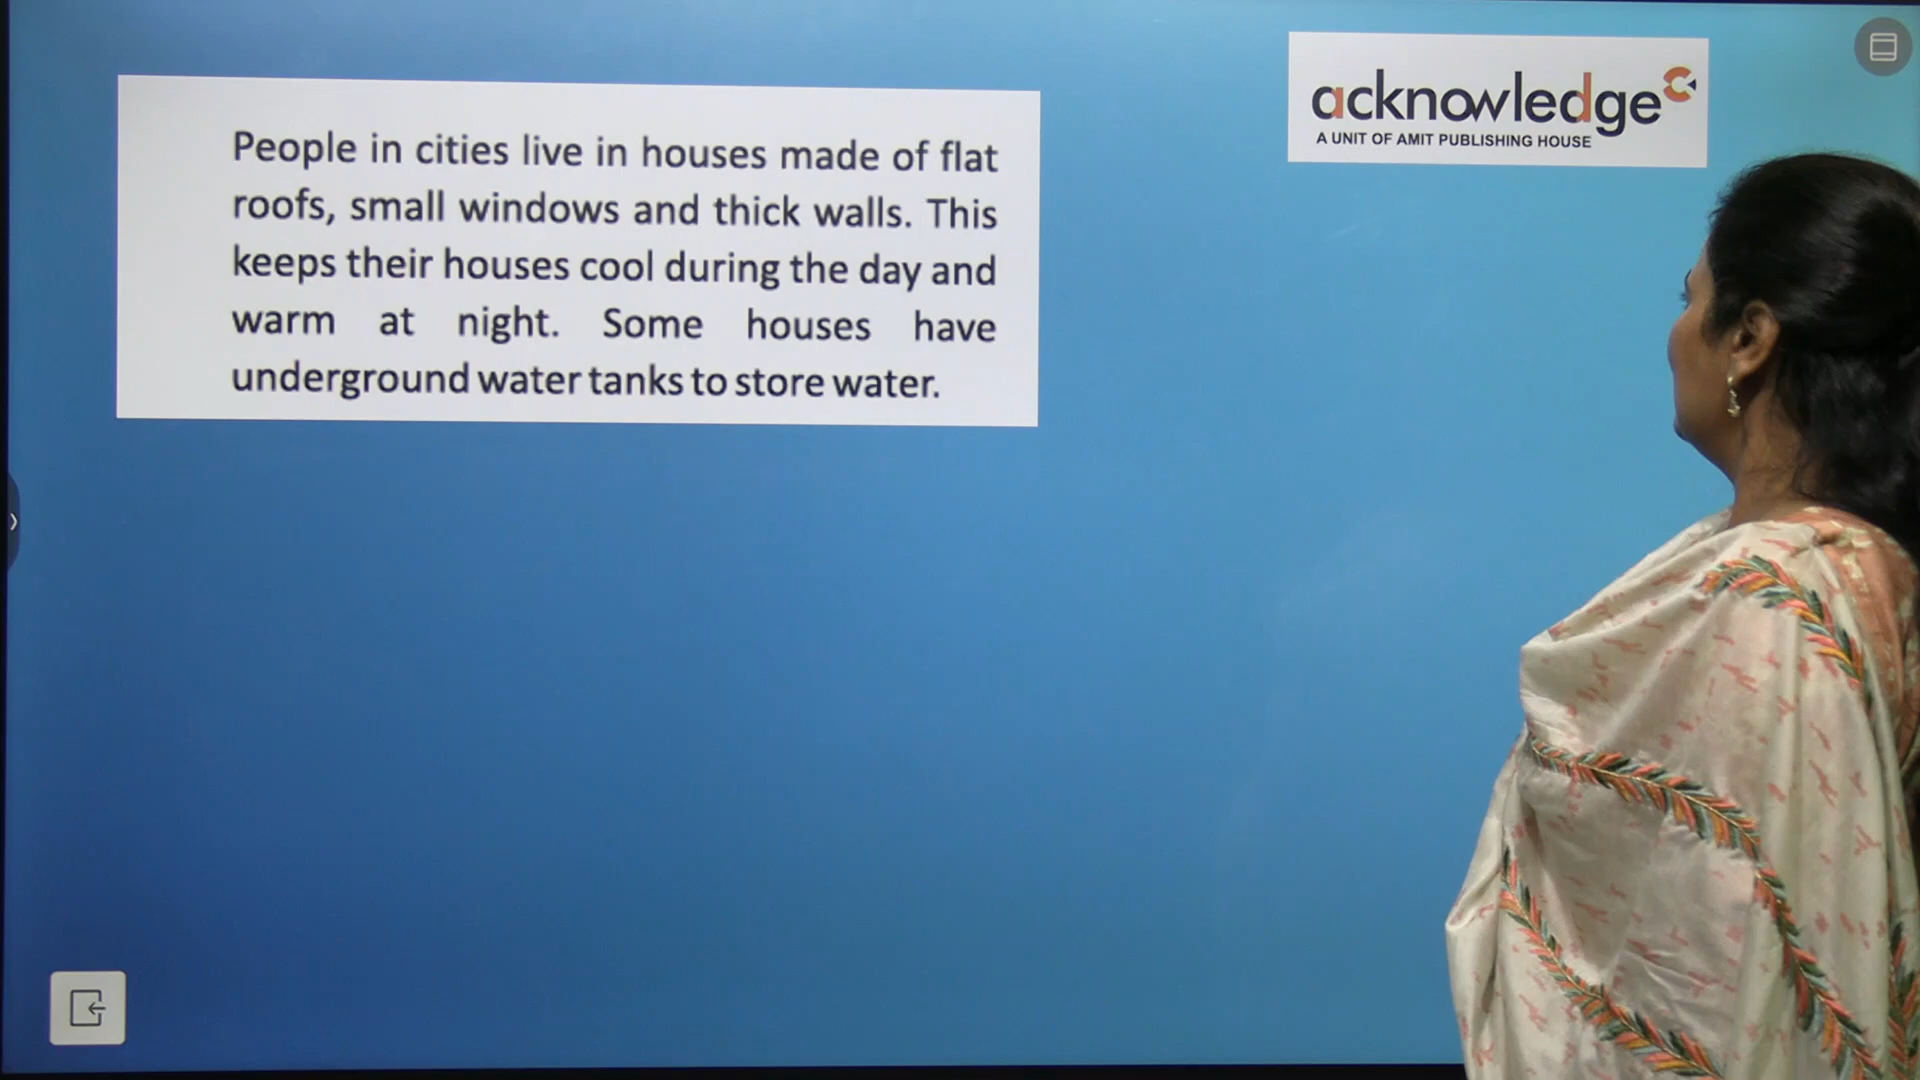 People in cities live in houses made of flat
roofs, small windows and thick walls. This
keeps their houses cool during the day and
warm at night. Some houses have
underground water tanks to store water.
acknowledge
A UNIT OF AMIT PUBLISHING HOUSE